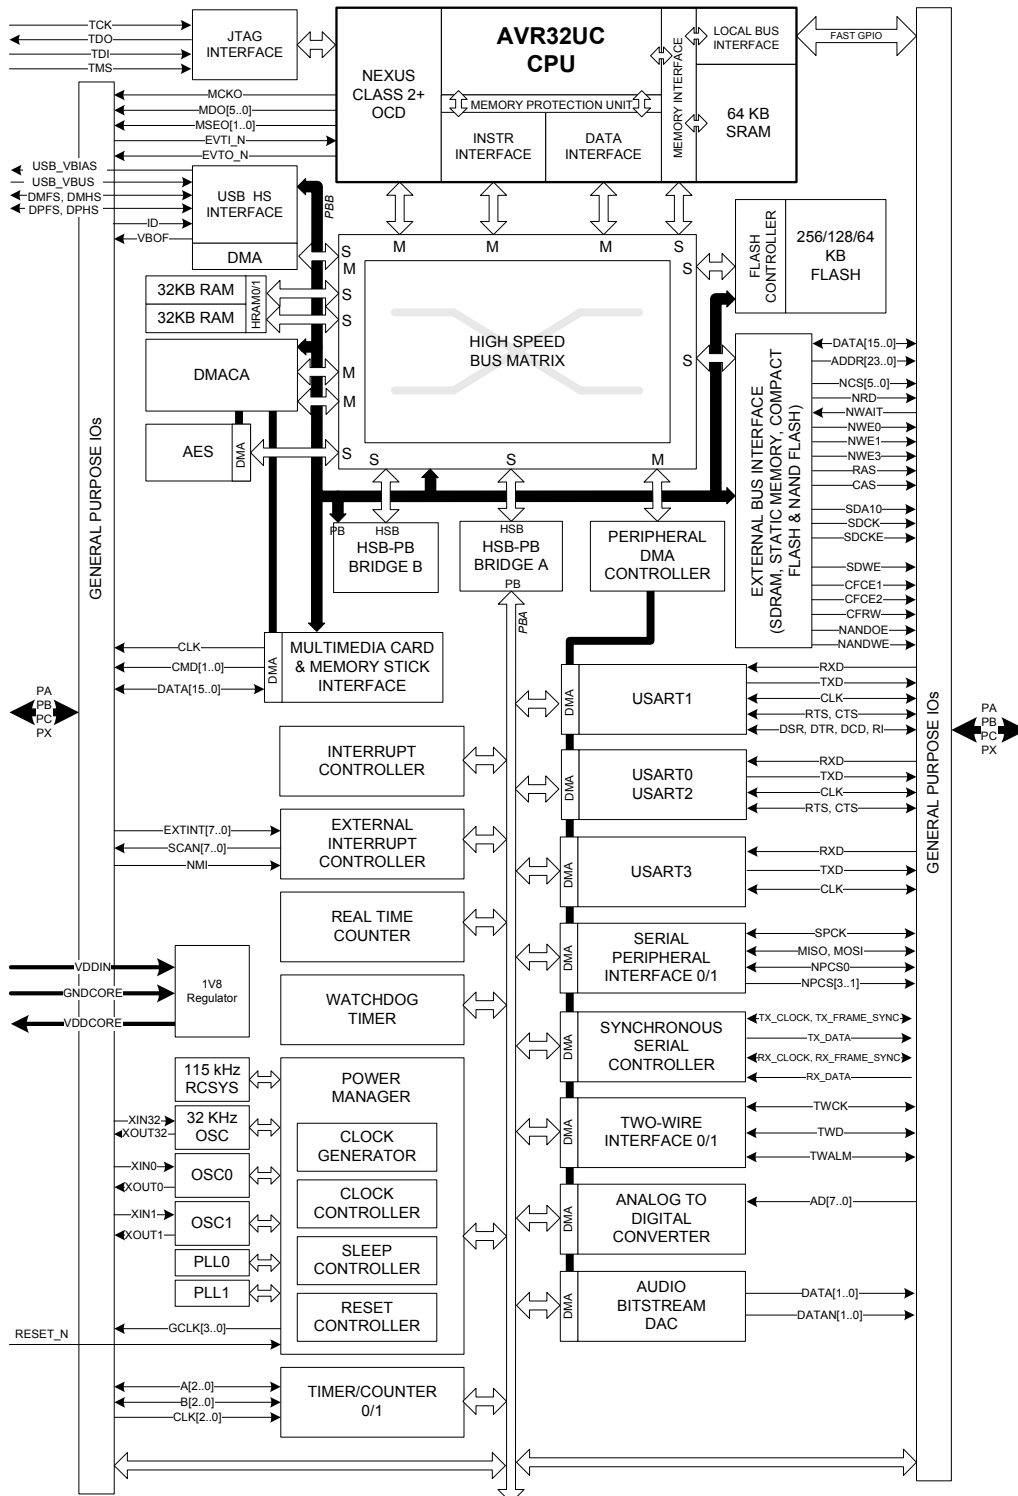 TCK
TDO
TDI
TMS
JTAG
INTERFACE
AVR32UC
CPU
NEXUS
CLASS 2+
OCD
MEMORY PROTECTION UNIT
INSTR
INTERFACE
DATA
INTERFACE
MEMORY INTERFACE
LOCAL BUS
INTERFACE
64 KB
SRAM
FAST GPIO
MCKO
MDO[5..0]
MSEO[1..0]
EVTI_N
EVTO_N
USB_VBIAS
USB_VBUS
DMFS, DMHS
DPFS, DPHS
ID
VBOF
USB HS
INTERFACE
DMA
PBB
32KB RAM
32KB RAM
HRAM0/1
DMACA
AES
DMA
S
M
S
S
M
M
S
M
M
M
S
S
S
S
S
M
HIGH SPEED
BUS MATRIX
FLASH
CONTROLLER
256/128/64
KB
FLASH
EXTERNAL BUS INTERFACE
(SDRAM, STATIC MEMORY, COMPACT
FLASH & NAND FLASH)
DATA[15..0]
ADDR[23..0]
NCS[5..0]
NRD
NWAIT
NWE0
NWE1
NWE3
RAS
CAS
SDA10
SDCK
SDCKE
SDWE
CFCE1
CFCE2
CFRW
NANDOE
NANDWE
GENERAL PURPOSE IOs
GENERAL PURPOSE IOs
PB
HSB
HSB-PB
BRIDGE B
HSB
HSB-PB
BRIDGE A
PB
PERIPHERAL
DMA
CONTROLLER
PBA
CLK
CMD[1..0]
DATA[15..0]
DMA
MULTIMEDIA CARD
& MEMORY STICK
INTERFACE
PA
PB
PC
PX
PA
PB
PC
PX
INTERRUPT
CONTROLLER
EXTINT[7..0]
SCAN[7..0]
NMI
EXTERNAL
INTERRUPT
CONTROLLER
REAL TIME
COUNTER
VDDIN
GNDCORE
VDDCORE
1V8
Regulator
WATCHDOG
TIMER
115 kHz
RCSYS
XIN32
XOUT32
32 KHz
OSC
XIN0
XOUT0
OSC0
XIN1
XOUT1
OSC1
PLL0
PLL1
POWER
MANAGER
CLOCK
GENERATOR
CLOCK
CONTROLLER
SLEEP
CONTROLLER
RESET
CONTROLLER
GCLK[3..0]
RESET_N
A[2..0]
B[2..0]
CLK[2..0]
TIMER/COUNTER
0/1
DMA
USART1
RXD
TXD
CLK
RTS, CTS
DSR, DTR, DCD, RI
DMA
USART0
USART2
RXD
TXD
CLK
RTS, CTS
DMA
USART3
RXD
TXD
CLK
DMA
SERIAL
PERIPHERAL
INTERFACE 0/1
SPCK
MISO, MOSI
NPCS0
NPCS[3..1]
DMA
SYNCHRONOUS
SERIAL
CONTROLLER
TX_CLOCK, TX_FRAME_SYNC
TX_DATA
RX_CLOCK, RX_FRAME_SYNC
RX_DATA
DMA
TWO-WIRE
INTERFACE 0/1
TWCK
TWD
TWALM
DMA
ANALOG TO
DIGITAL
CONVERTER
AD[7..0]
DMA
AUDIO
BITSTREAM
DAC
DATA[1..0]
DATAN[1..0]